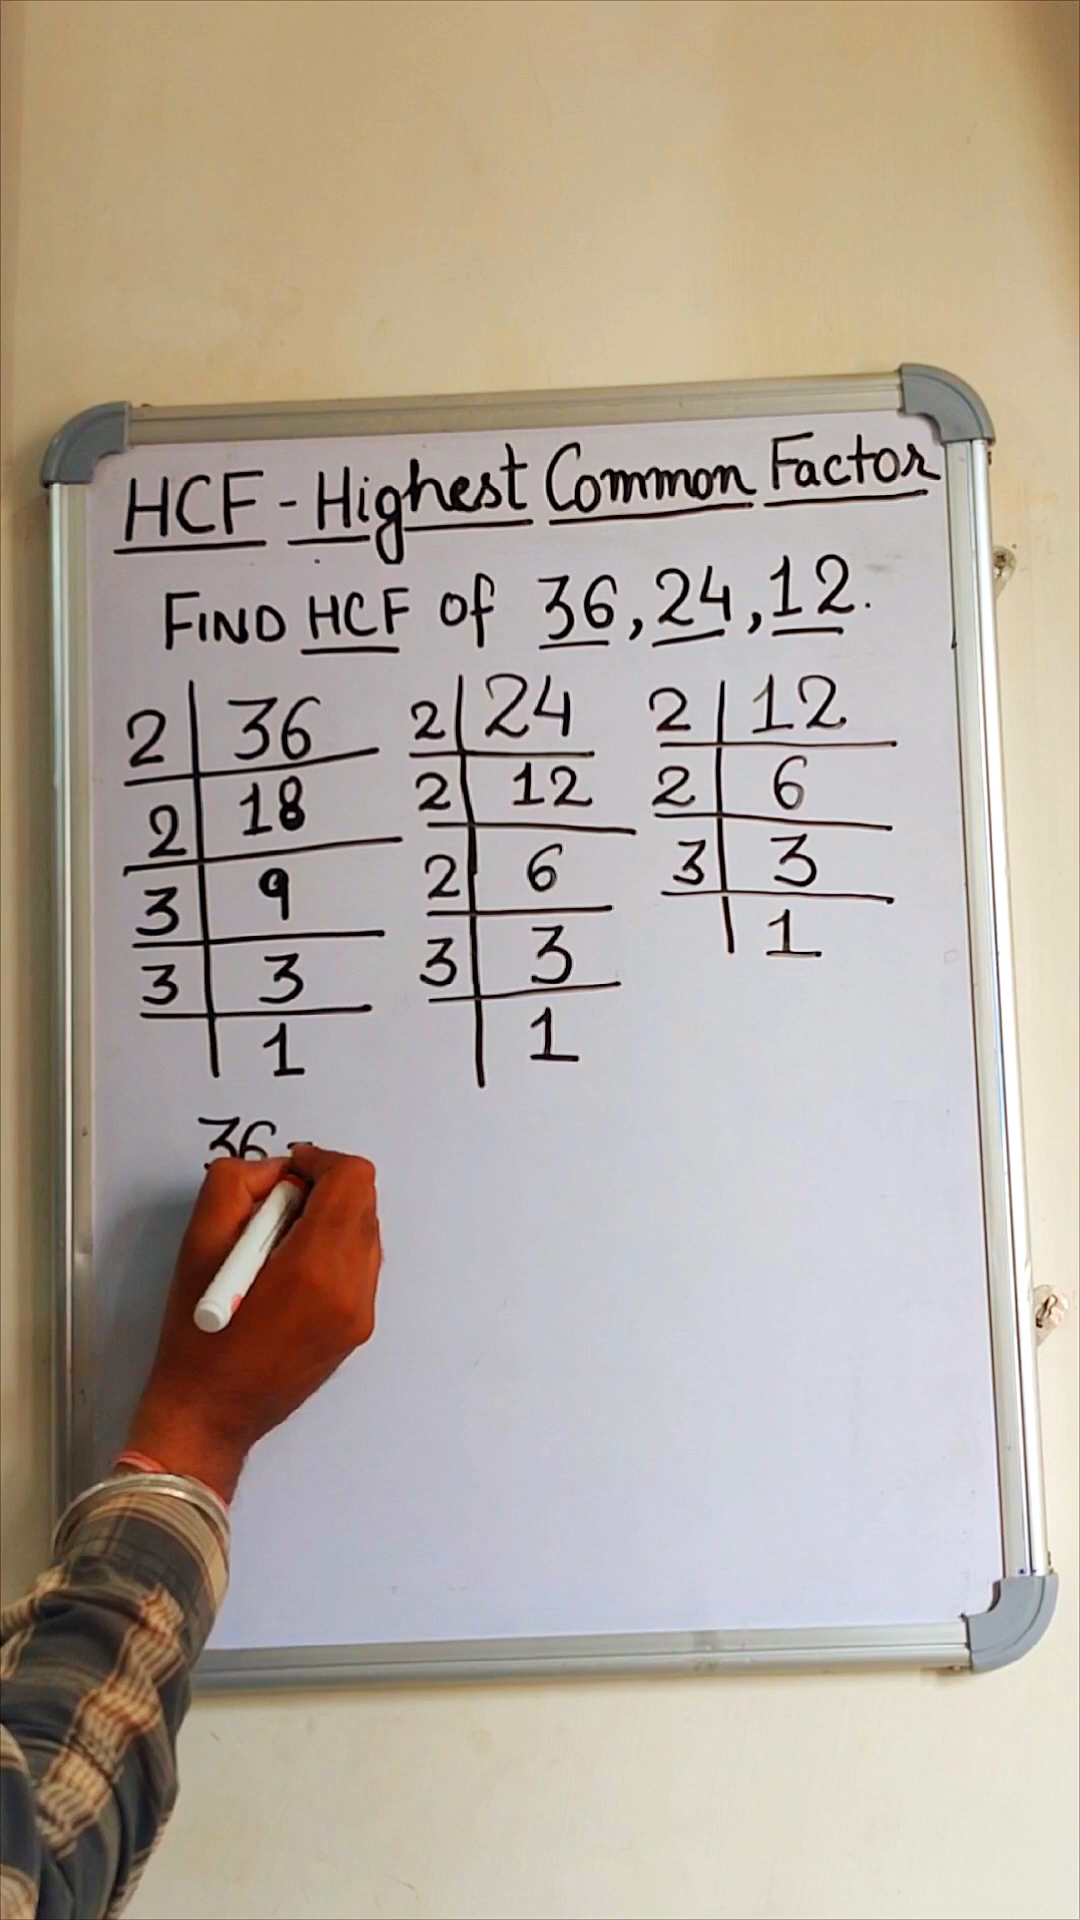 HCF - Highest Common Factor
FIND HCF of 36, 24, 12.
2 | 36
2 | 18
3 | 9
3 | 3
| 1
2 | 24
2 | 12
2 | 6
3 | 3
| 1
2 | 12
2 | 6
3 | 3
| 1
36 =